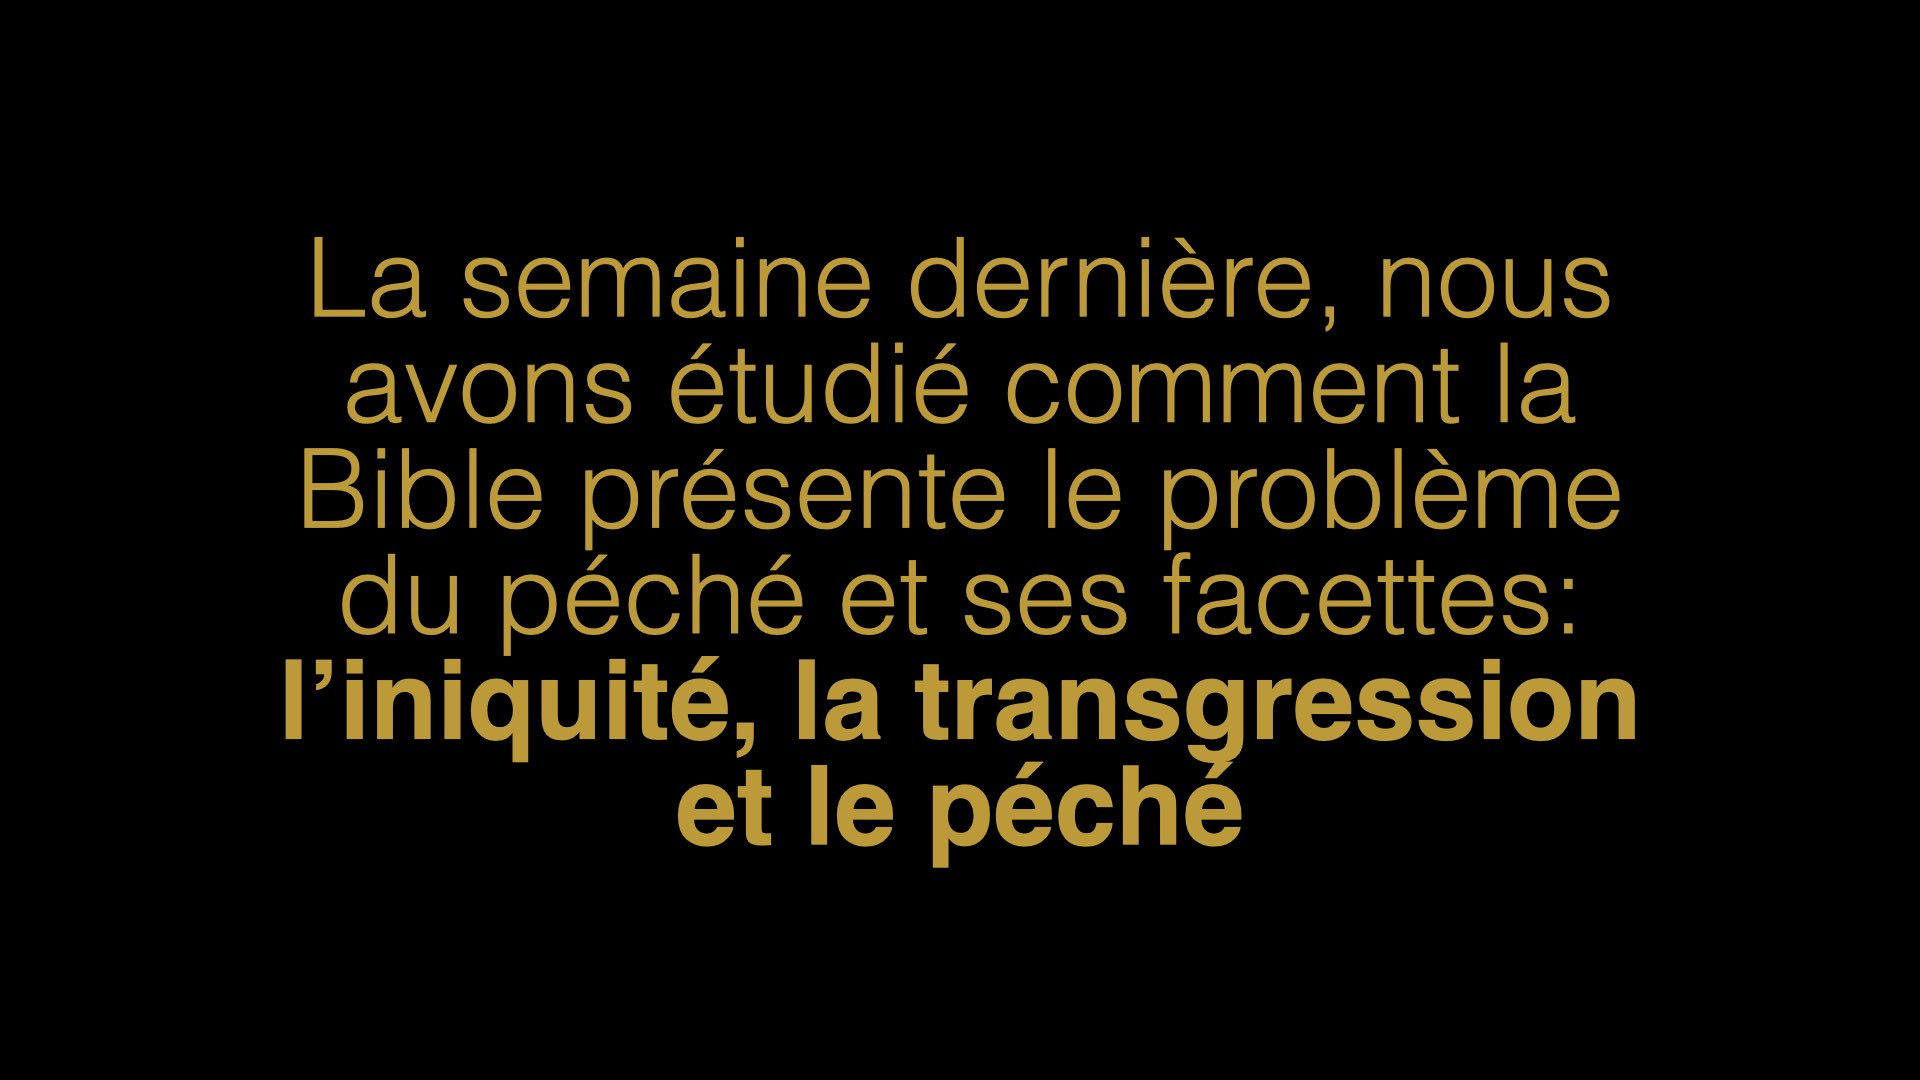 La semaine dernière, nous
avons étudié comment la
Bible présente le problème
du péché et ses facettes:
l’iniquité, la transgression
et le péché